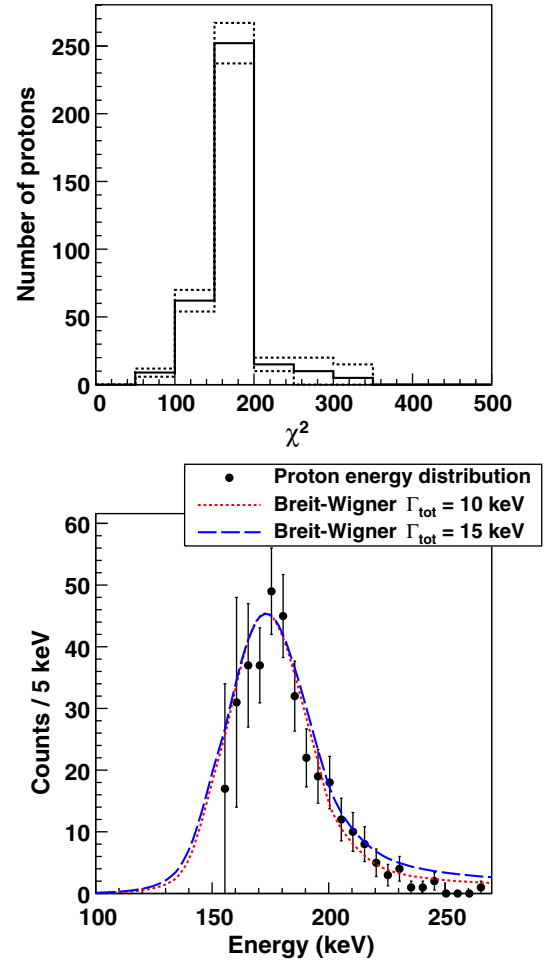 Number of protons
250
200
150
100
50
0
0 100 200 300 400 500
χ²
Proton energy distribution
Breit-Wigner Γtot = 10 keV
Breit-Wigner Γtot = 15 keV
Counts / 5 keV
60
50
40
30
20
10
0
100 150 200 250
Energy (keV)